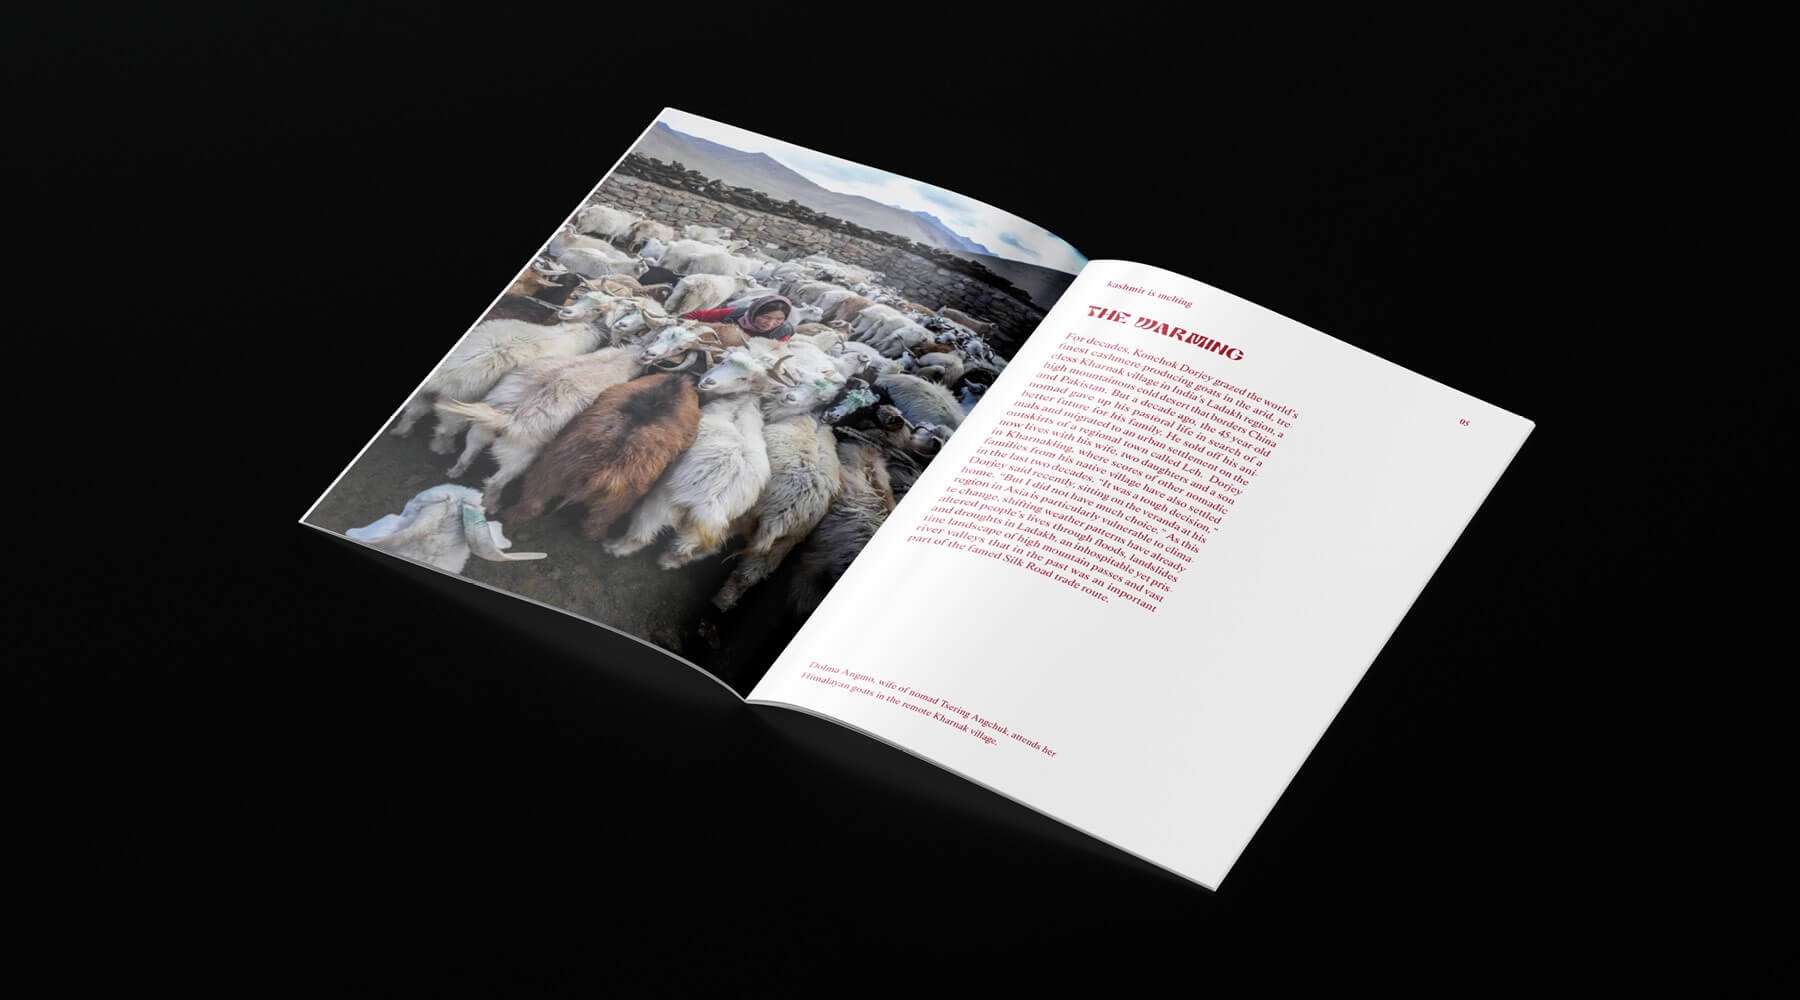 kashmir is melting
THE WARMING
05
For decades, Konchok Dorjey grazed the world's
finest cashmere producing goats in the arid, tre-
eless Kharnak village in India's Ladakh region, a
high mountainous cold desert that borders China
and Pakistan. But a decade ago, the 45-year-old
nomad gave up his pastoral life in search of a
better future for his family. He sold off his ani-
mals and migrated to an urban settlement on the
outskirts of a regional town called Leh. Dorjey
now lives with his wife, two daughters and a son
in Kharnakling, where scores of other nomadic
families from his native village have also settled
in the last two decades. "It was a tough decision,"
Dorjey said recently, sitting on the veranda at his
home. "But I did not have much choice." As this
region in Asia is particularly vulnerable to clima-
te change, shifting weather patterns have already
altered people's lives through floods, landslides
and droughts in Ladakh, an inhospitable yet pris-
tine landscape of high mountain passes and vast
river valleys that in the past was an important
part of the famed Silk Road trade route.
Dolma Angmo, wife of nomad Tsering Angchuk, attends her
Himalayan goats in the remote Kharnak village.